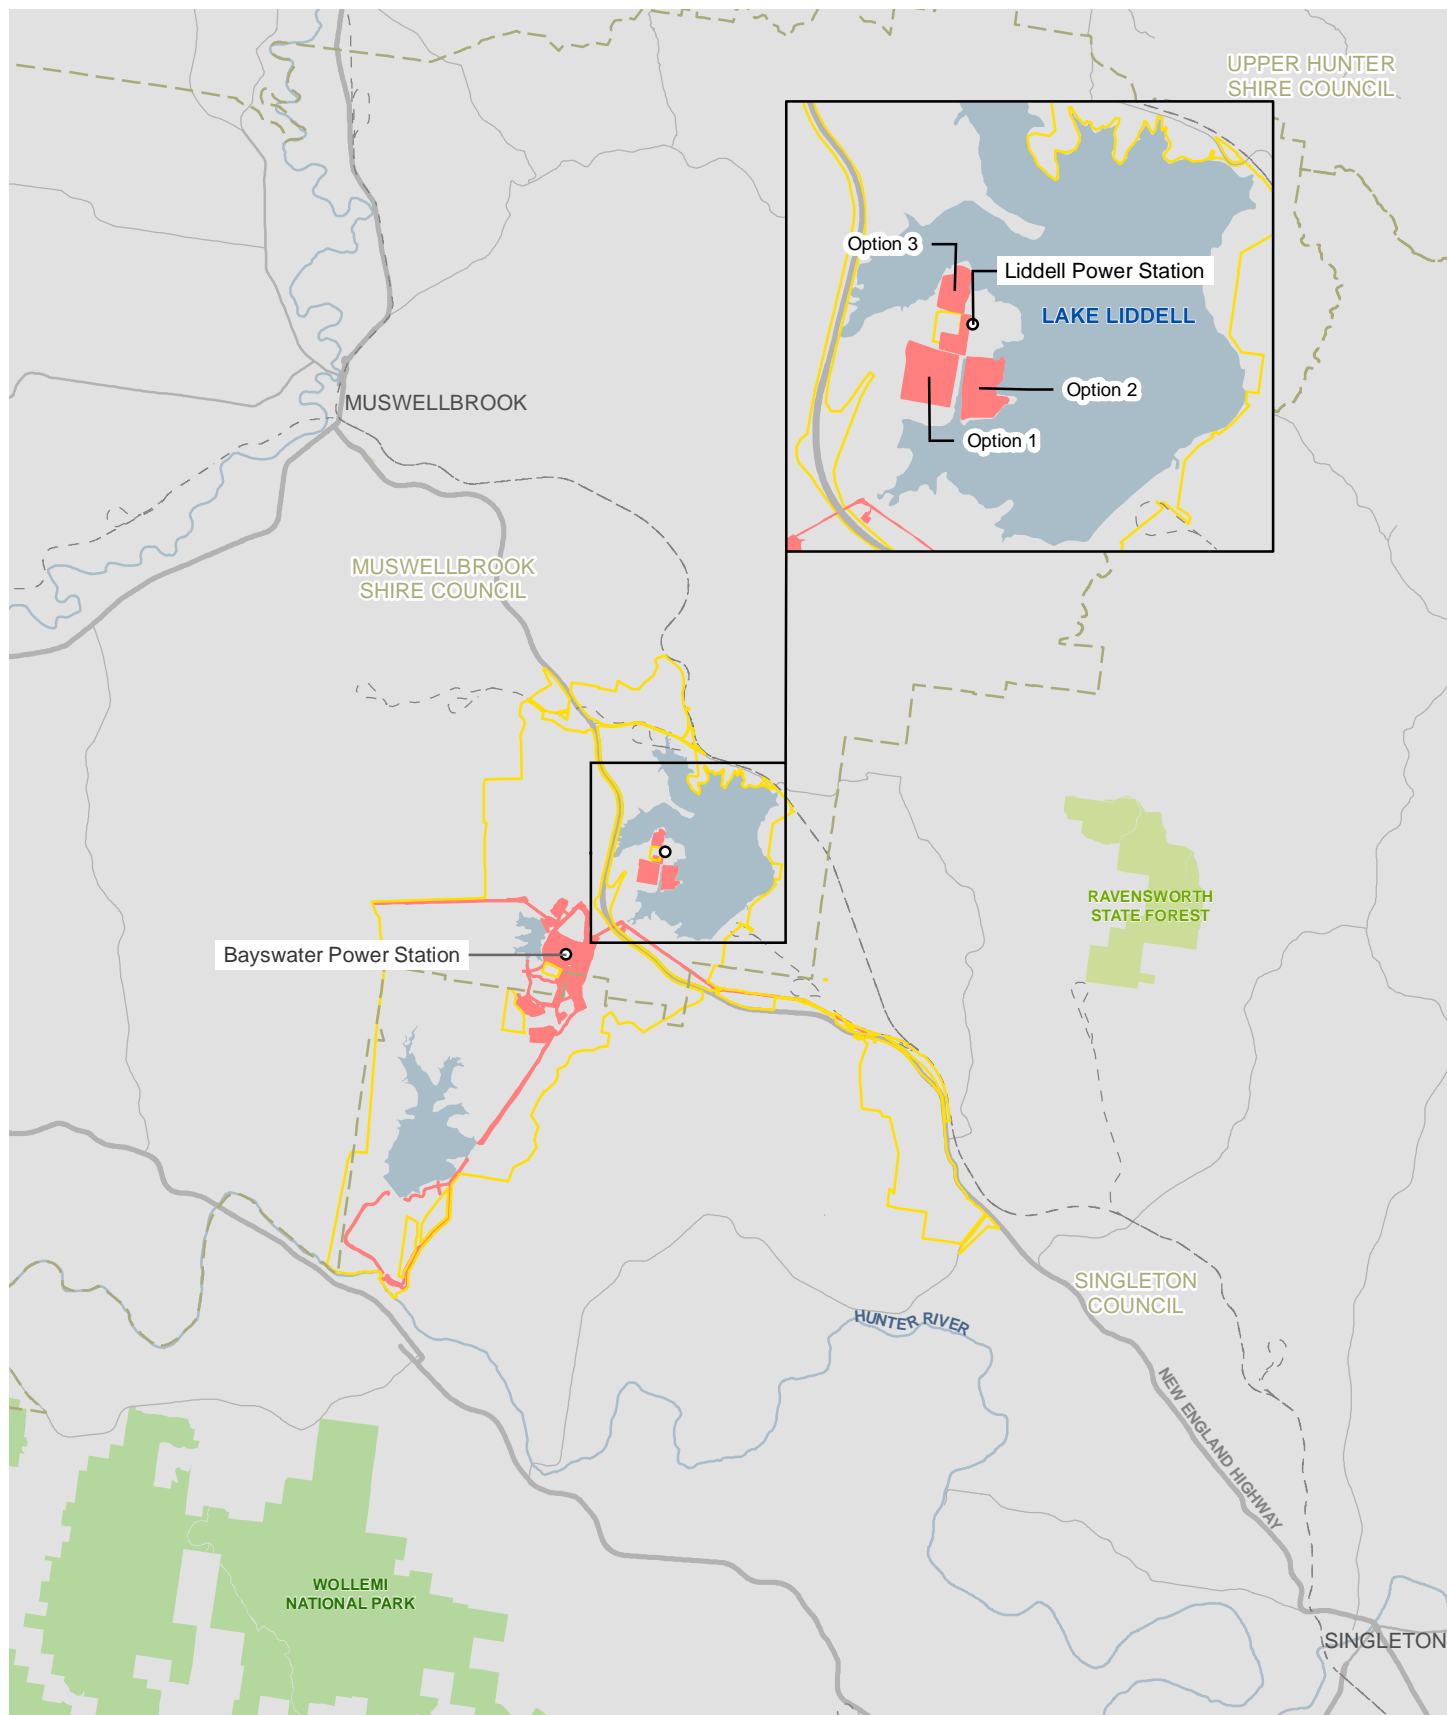 UPPER HUNTER
SHIRE COUNCIL
Option 3
Liddell Power Station
LAKE LIDDELL
Option 2
Option 1
MUSWELLBROOK
MUSWELLBROOK
SHIRE COUNCIL
RAVENSWORTH
STATE FOREST
Bayswater Power Station
SINGLETON
COUNCIL
HUNTER RIVER
NEW ENGLAND HIGHWAY
WOLLEMI
NATIONAL PARK
SINGLETON